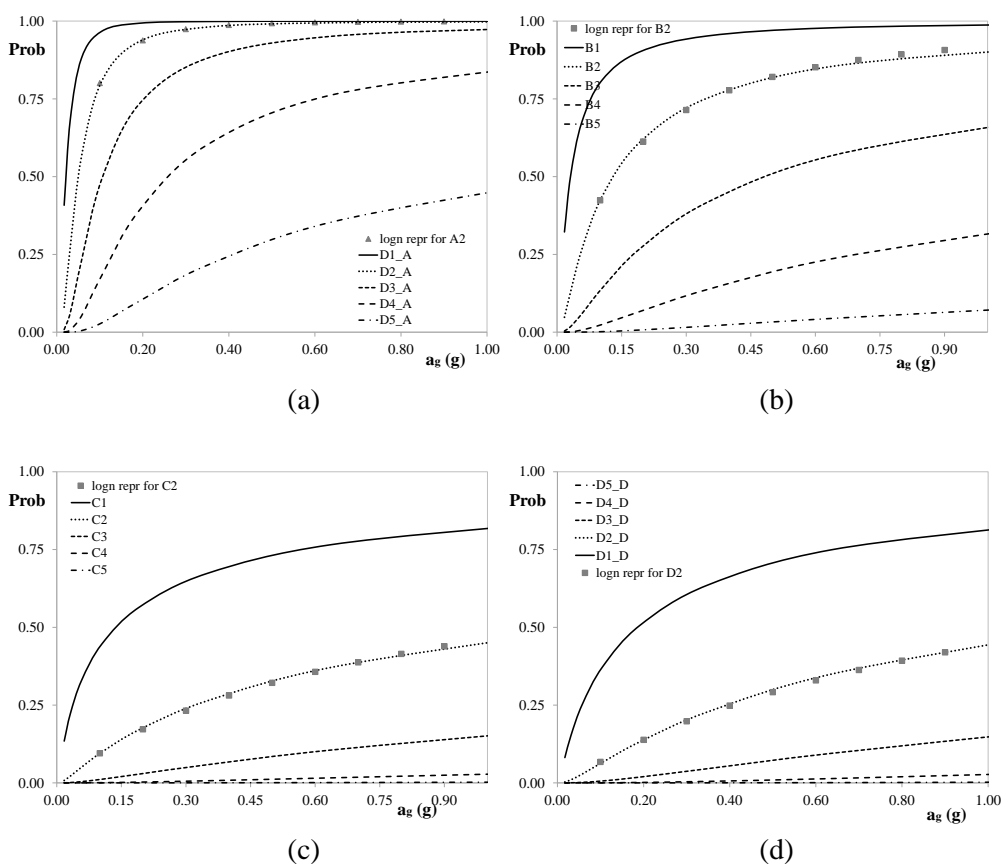 1.00
Prob
0.75
0.50
0.25
0.00
logn repr for A2
D1_A
D2_A
D3_A
D4_A
D5_A
0.00 0.20 0.40 0.60 0.80 1.00
ag (g)
(a)
1.00
Prob
0.75
0.50
0.25
0.00
logn repr for B2
B1
B2
B3
B4
B5
0.00 0.15 0.30 0.45 0.60 0.75 0.90
ag (g)
(b)
1.00
Prob
0.75
0.50
0.25
0.00
logn repr for C2
C1
C2
C3
C4
C5
0.00 0.15 0.30 0.45 0.60 0.75 0.90
ag (g)
(c)
1.00
Prob
0.75
0.50
0.25
0.00
D5_D
D4_D
D3_D
D2_D
D1_D
logn repr for D2
0.00 0.20 0.40 0.60 0.80 1.00
ag (g)
(d)